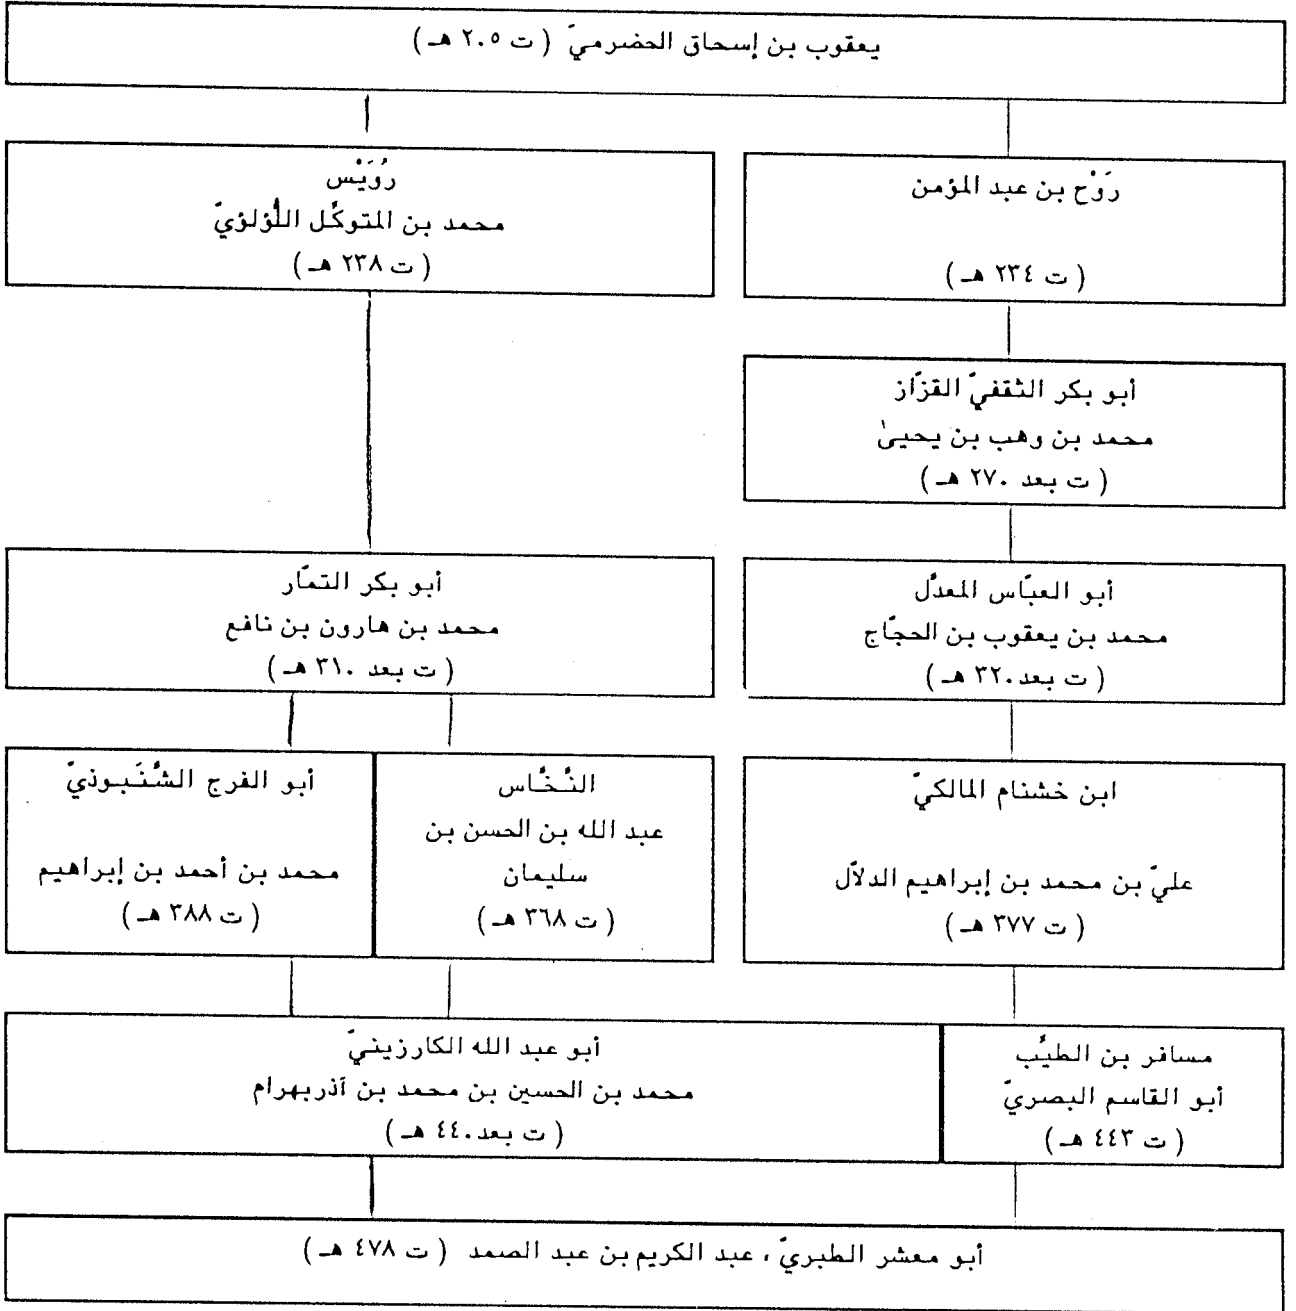 يعقوب بن إسحاق الحضرميّ ( ت ٢٠٥ هـ )
رَوْح بن عبد المؤمن
( ت ٢٣٤ هـ )
رُوَيْس
محمد بن المتوكِّل اللُّؤلؤيّ
( ت ٢٣٨ هـ )
أبو بكر الثقفيّ القزّاز
محمد بن وهب بن يحيىٰ
( ت بعد ٢٧٠ هـ )
أبو العبّاس المعدَّل
محمد بن يعقوب بن الحجّاج
( ت بعد ٣٢٠ هـ )
أبو بكر التمّار
محمد بن هارون بن نافع
( ت بعد ٣١٠ هـ )
ابن خشنام المالكيّ
عليّ بن محمد بن إبراهيم الدلاّل
( ت ٣٧٧ هـ )
النَّخَّاس
عبد الله بن الحسن بن
سليمان
( ت ٣٦٨ هـ )
أبو الفرج الشَّنَبوذيّ
محمد بن أحمد بن إبراهيم
( ت ٣٨٨ هـ )
مسافر بن الطيِّب
أبو القاسم البصريّ
( ت ٤٤٣ هـ )
أبو عبد الله الكارزينيّ
محمد بن الحسين بن محمد بن آذربهرام
( ت بعد ٤٤٠ هـ )
أبو معشر الطبريّ ، عبد الكريم بن عبد الصمد ( ت ٤٧٨ هـ )